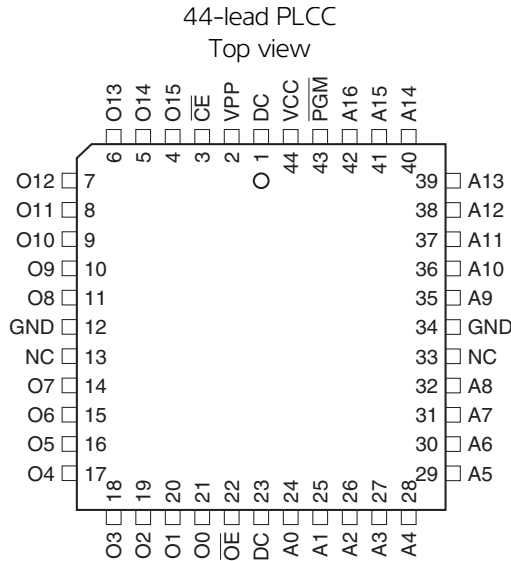 44-lead PLCC
Top view
O13 O14 O15 C̅E̅ VPP DC VCC P̅G̅M̅ A16 A15 A14
6 5 4 3 2 1 44 43 42 41 40
O12 7 39 A13
O11 8 38 A12
O10 9 37 A11
O9 10 36 A10
O8 11 35 A9
GND 12 34 GND
NC 13 33 NC
O7 14 32 A8
O6 15 31 A7
O5 16 30 A6
O4 17 29 A5
18 19 20 21 22 23 24 25 26 27 28
O3 O2 O1 O0 O̅E̅ DC A0 A1 A2 A3 A4